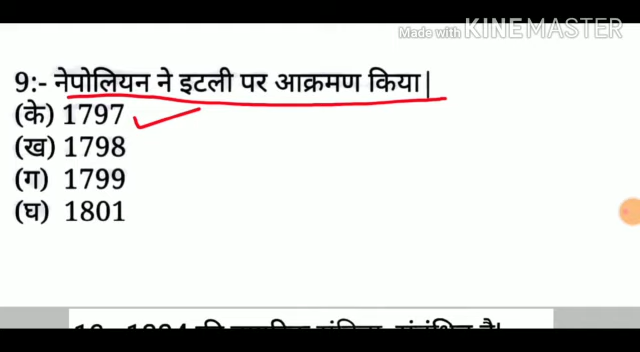 Made with KINEMASTER
9:- नेपोलियन ने इटली पर आक्रमण किया|
(के) 1797
(ख) 1798
(ग) 1799
(घ) 1801